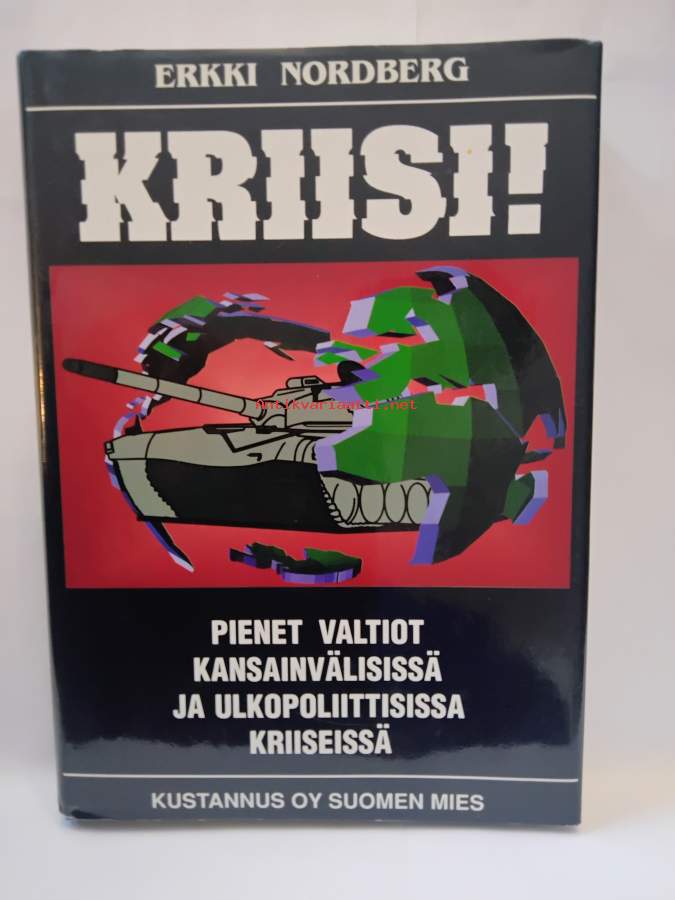 ERKKI NORDBERG
KRIISI!
Antikvariaatti.net
PIENET VALTIOT
KANSAINVÄLISISSÄ
JA ULKOPOLIITTISISSA
KRIISEISSÄ
KUSTANNUS OY SUOMEN MIES